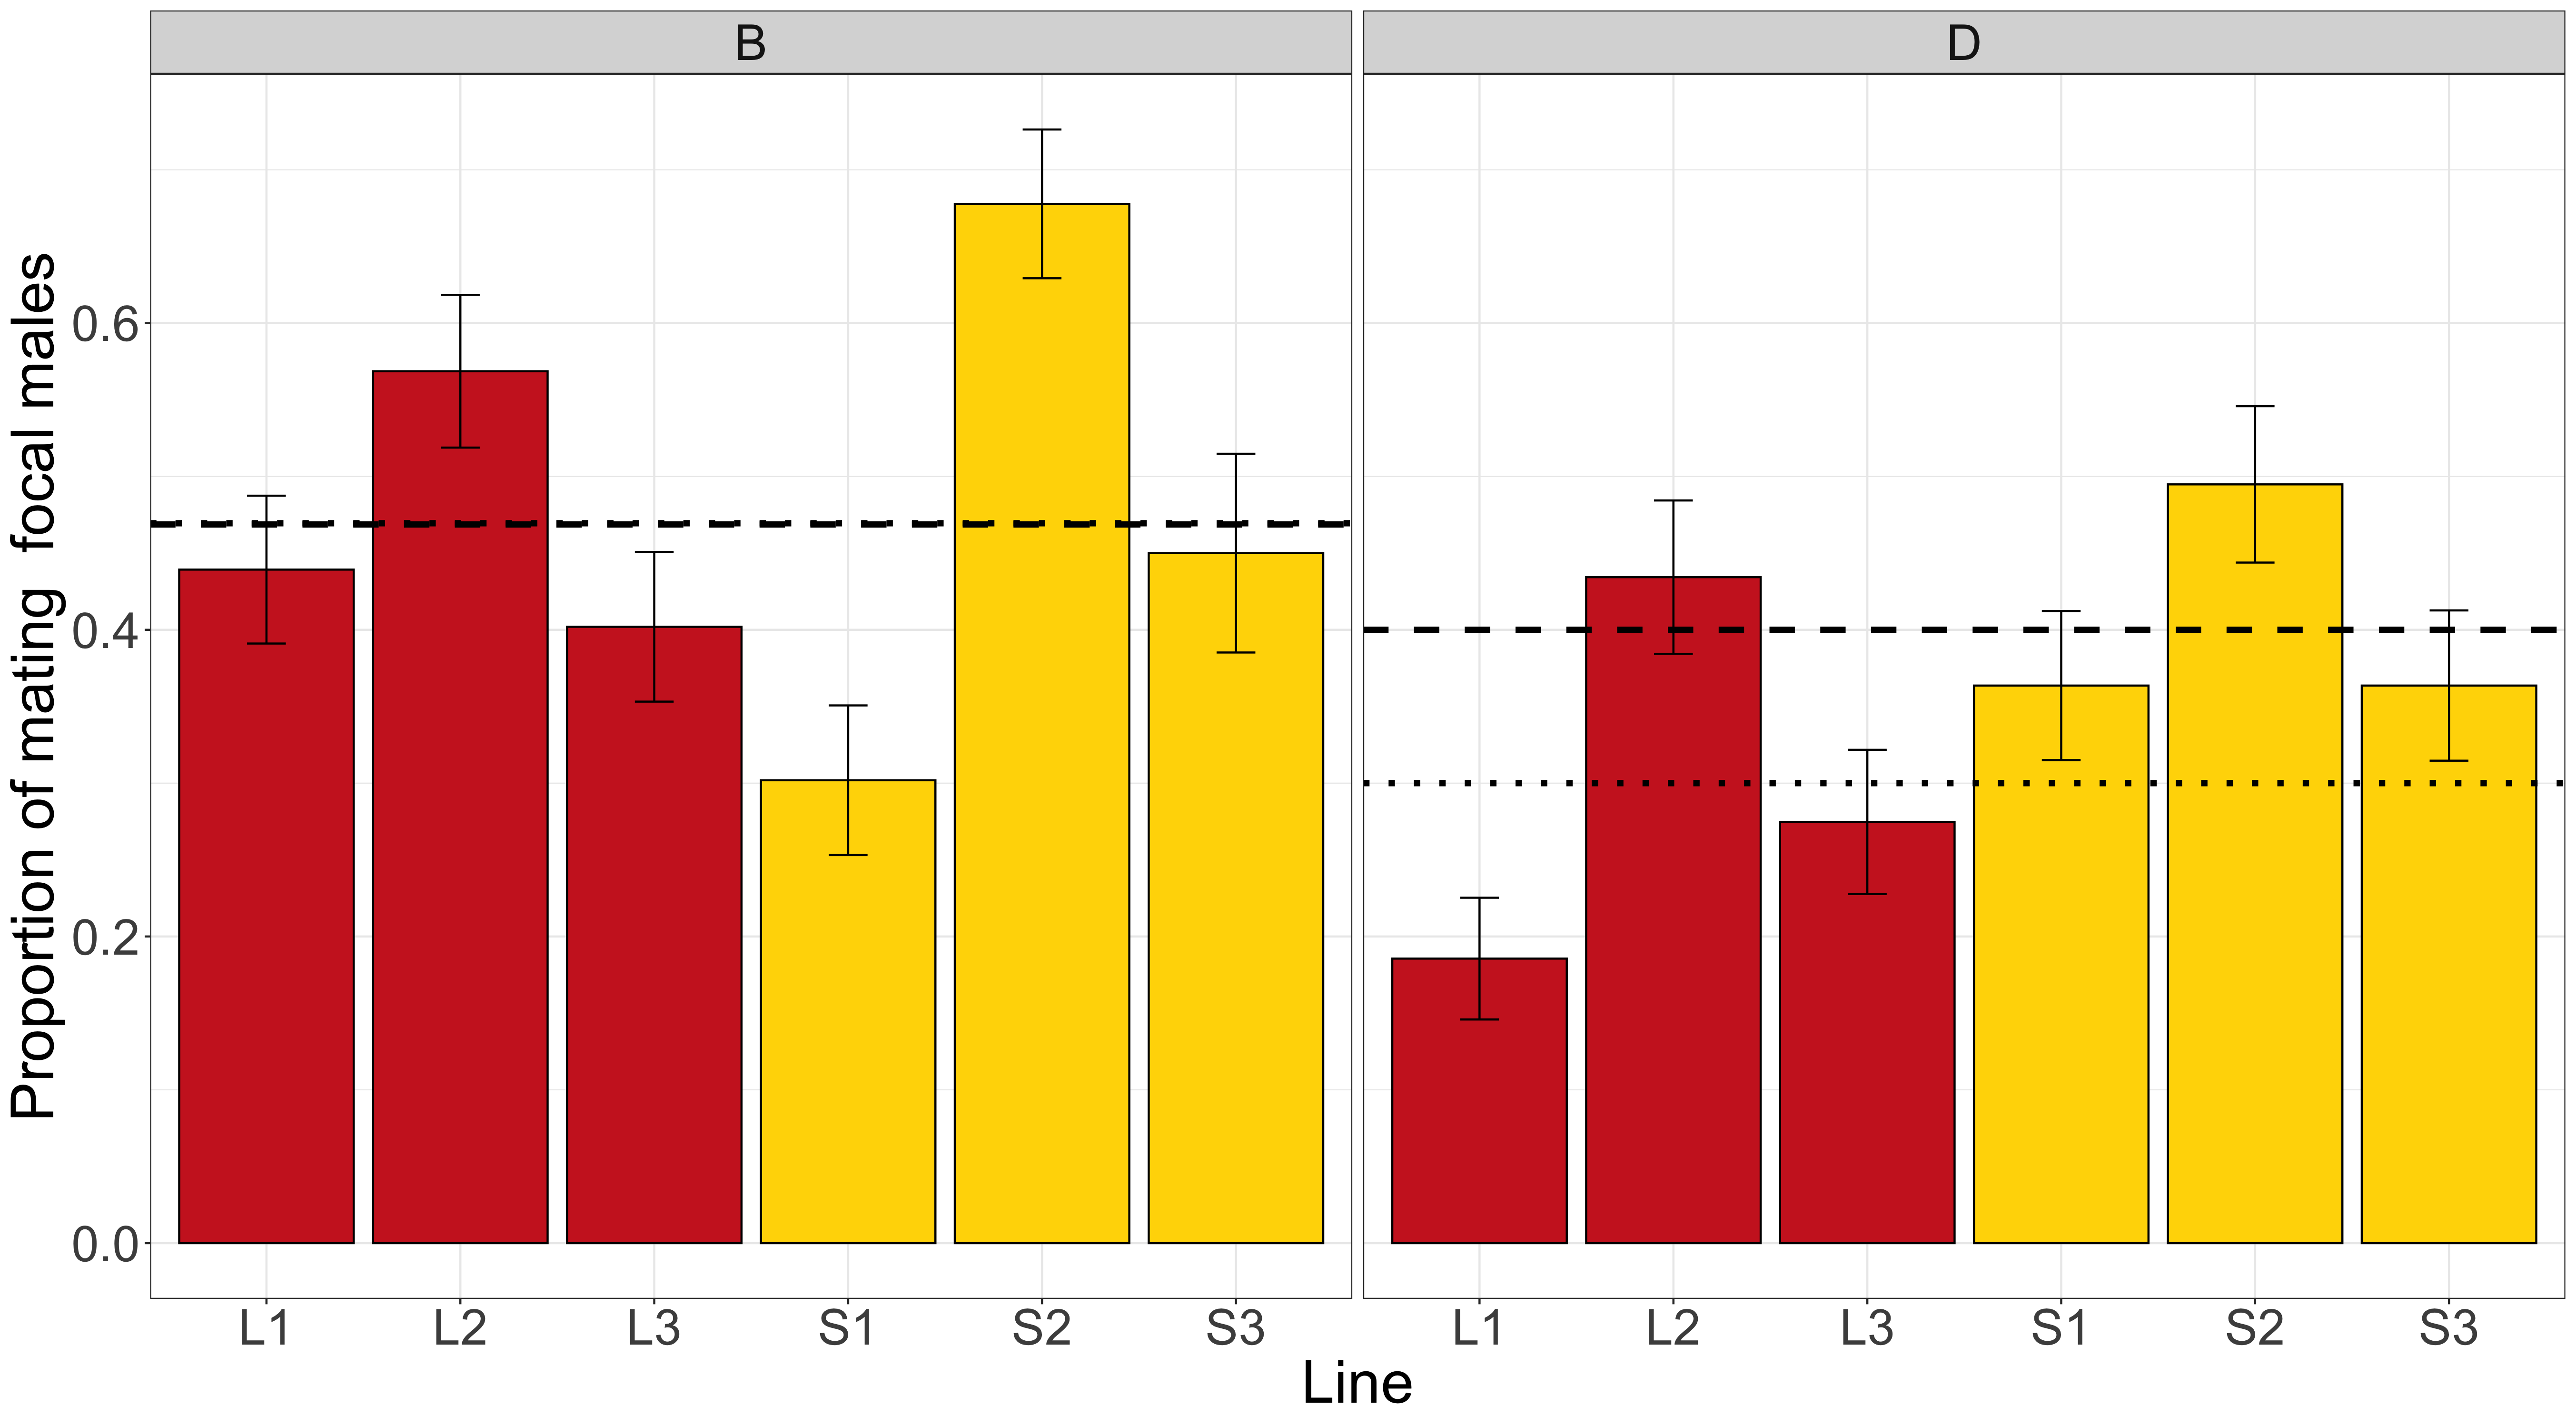 B
D
Proportion of mating  focal males
0.6
0.4
0.2
0.0
L1 L2 L3 S1 S2 S3
L1 L2 L3 S1 S2 S3
Line